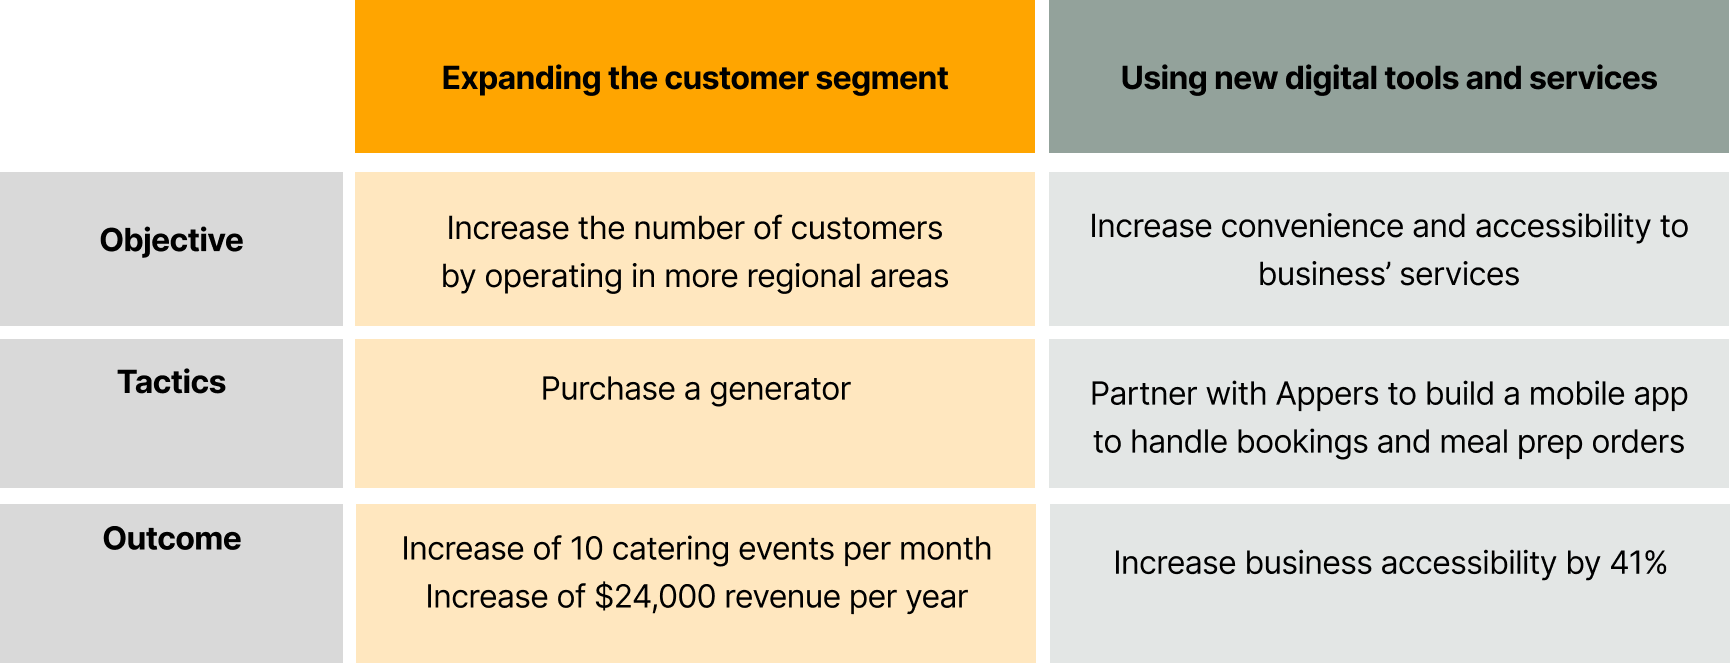 Expanding the customer segment
Using new digital tools and services
Objective
Increase the number of customers
by operating in more regional areas
Increase convenience and accessibility to
business’ services
Tactics
Purchase a generator
Partner with Appers to build a mobile app
to handle bookings and meal prep orders
Outcome
Increase of 10 catering events per month
Increase of $24,000 revenue per year
Increase business accessibility by 41%